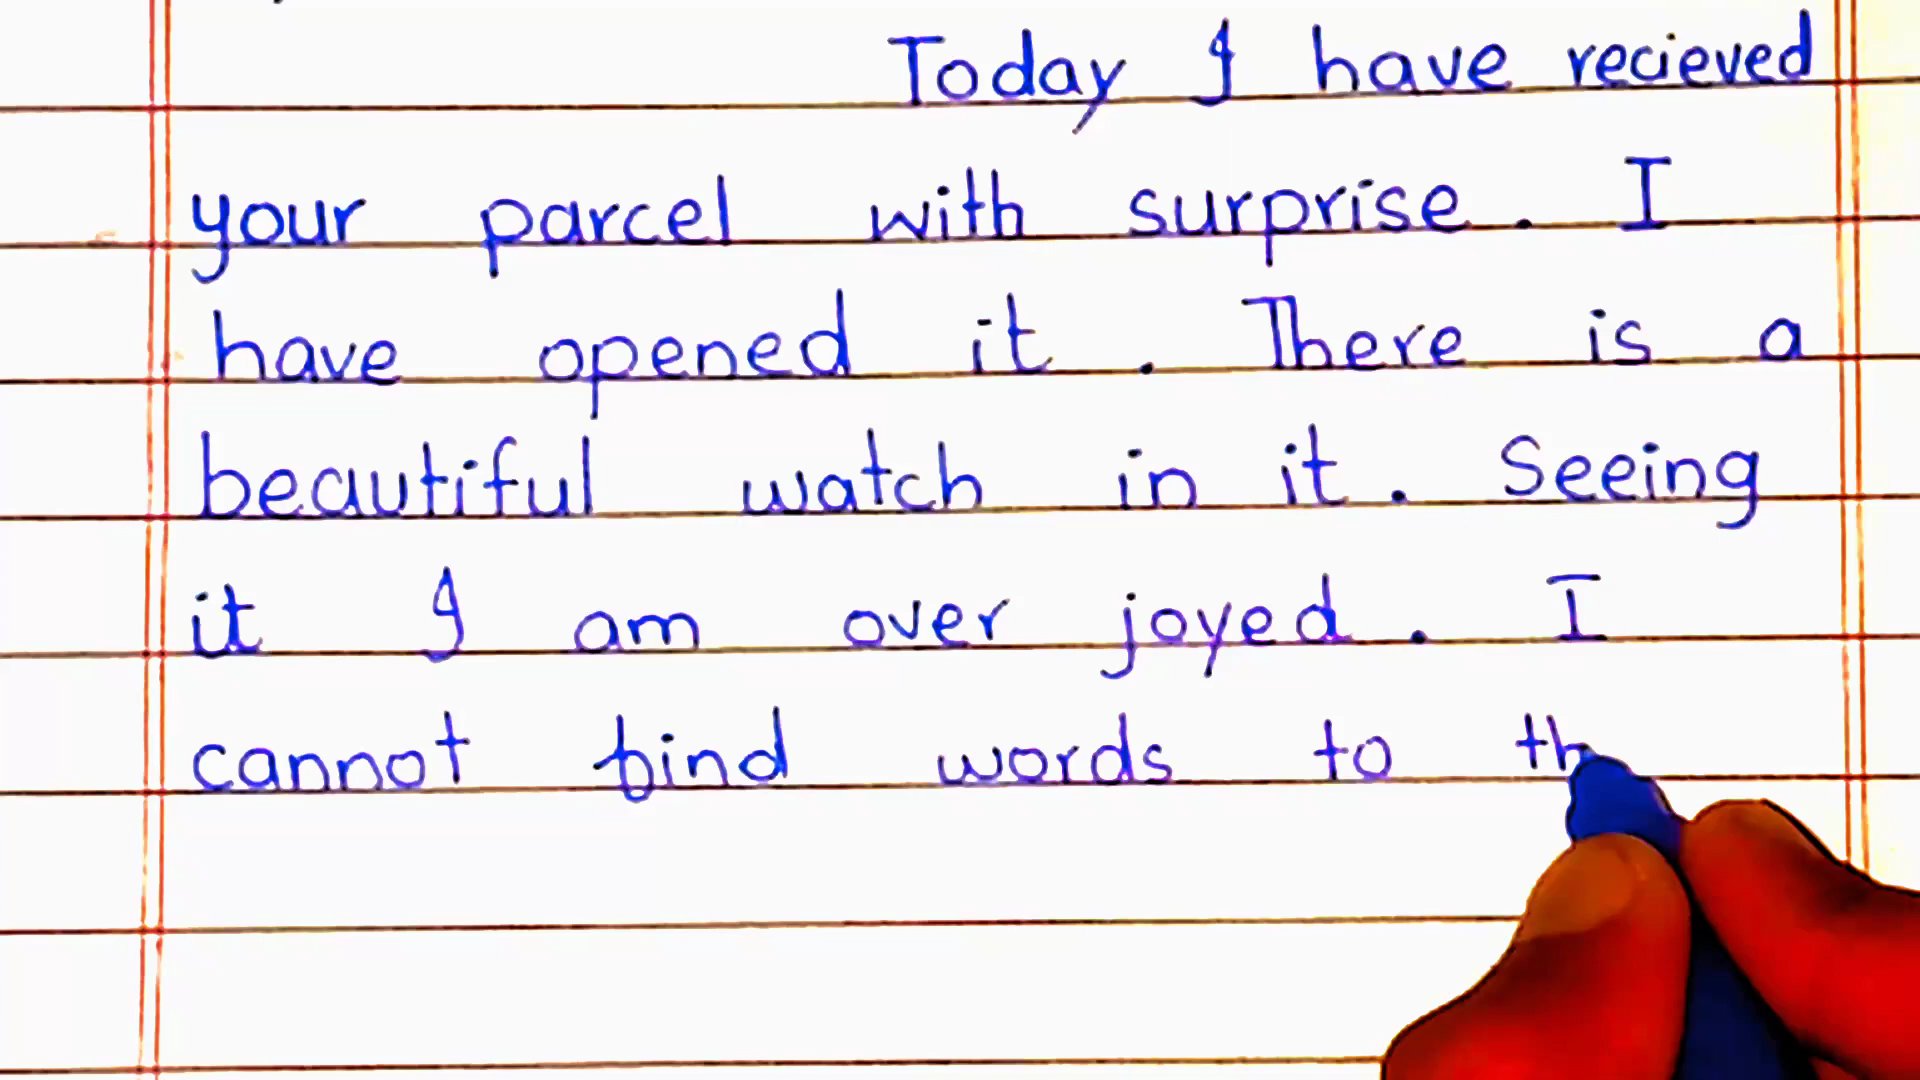 Today I have recieved
your parcel with surprise. I
have opened it. There is a
beautiful watch in it. Seeing
it I am over joyed. I
cannot find words to th